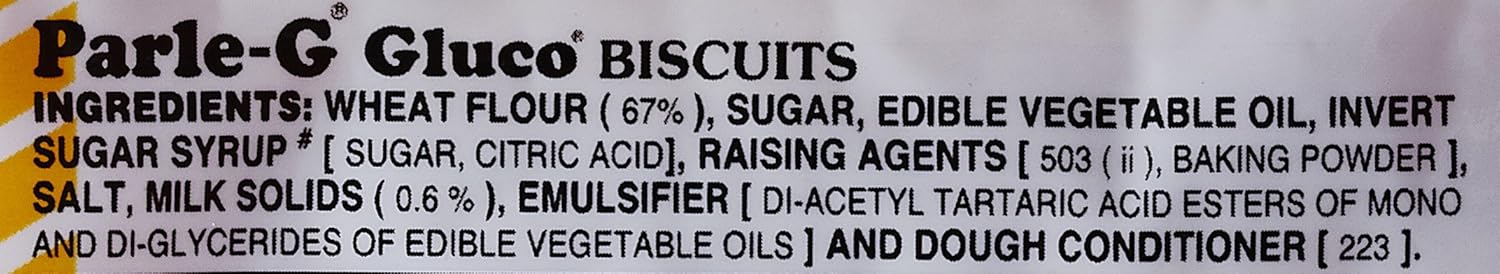 Parle-G® Gluco® BISCUITS
INGREDIENTS: WHEAT FLOUR ( 67% ), SUGAR, EDIBLE VEGETABLE OIL, INVERT
SUGAR SYRUP # [ SUGAR, CITRIC ACID], RAISING AGENTS [ 503 ( ii ), BAKING POWDER ],
SALT, MILK SOLIDS ( 0.6 % ), EMULSIFIER [ DI-ACETYL TARTARIC ACID ESTERS OF MONO
AND DI-GLYCERIDES OF EDIBLE VEGETABLE OILS ] AND DOUGH CONDITIONER [ 223 ].